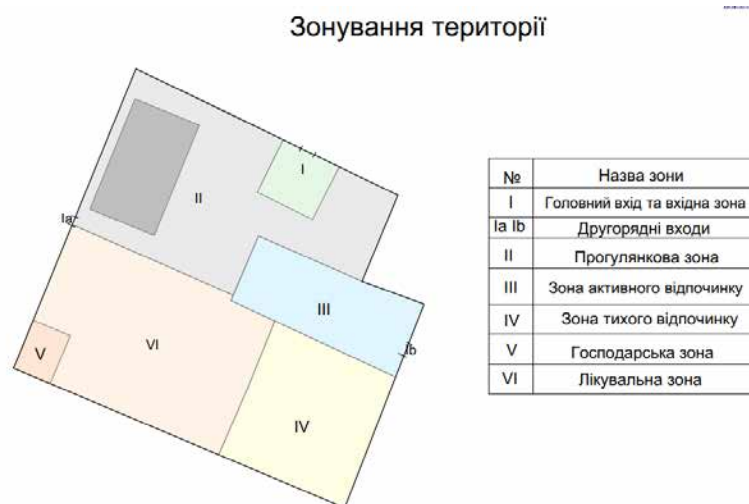 Зонування території
I
II
Ia
III
Ib
VI
V
IV
№ Назва зони
I Головний вхід та вхідна зона
Ia Ib Другорядні входи
II Прогулянкова зона
III Зона активного відпочинку
IV Зона тихого відпочинку
V Господарська зона
VI Лікувальна зона